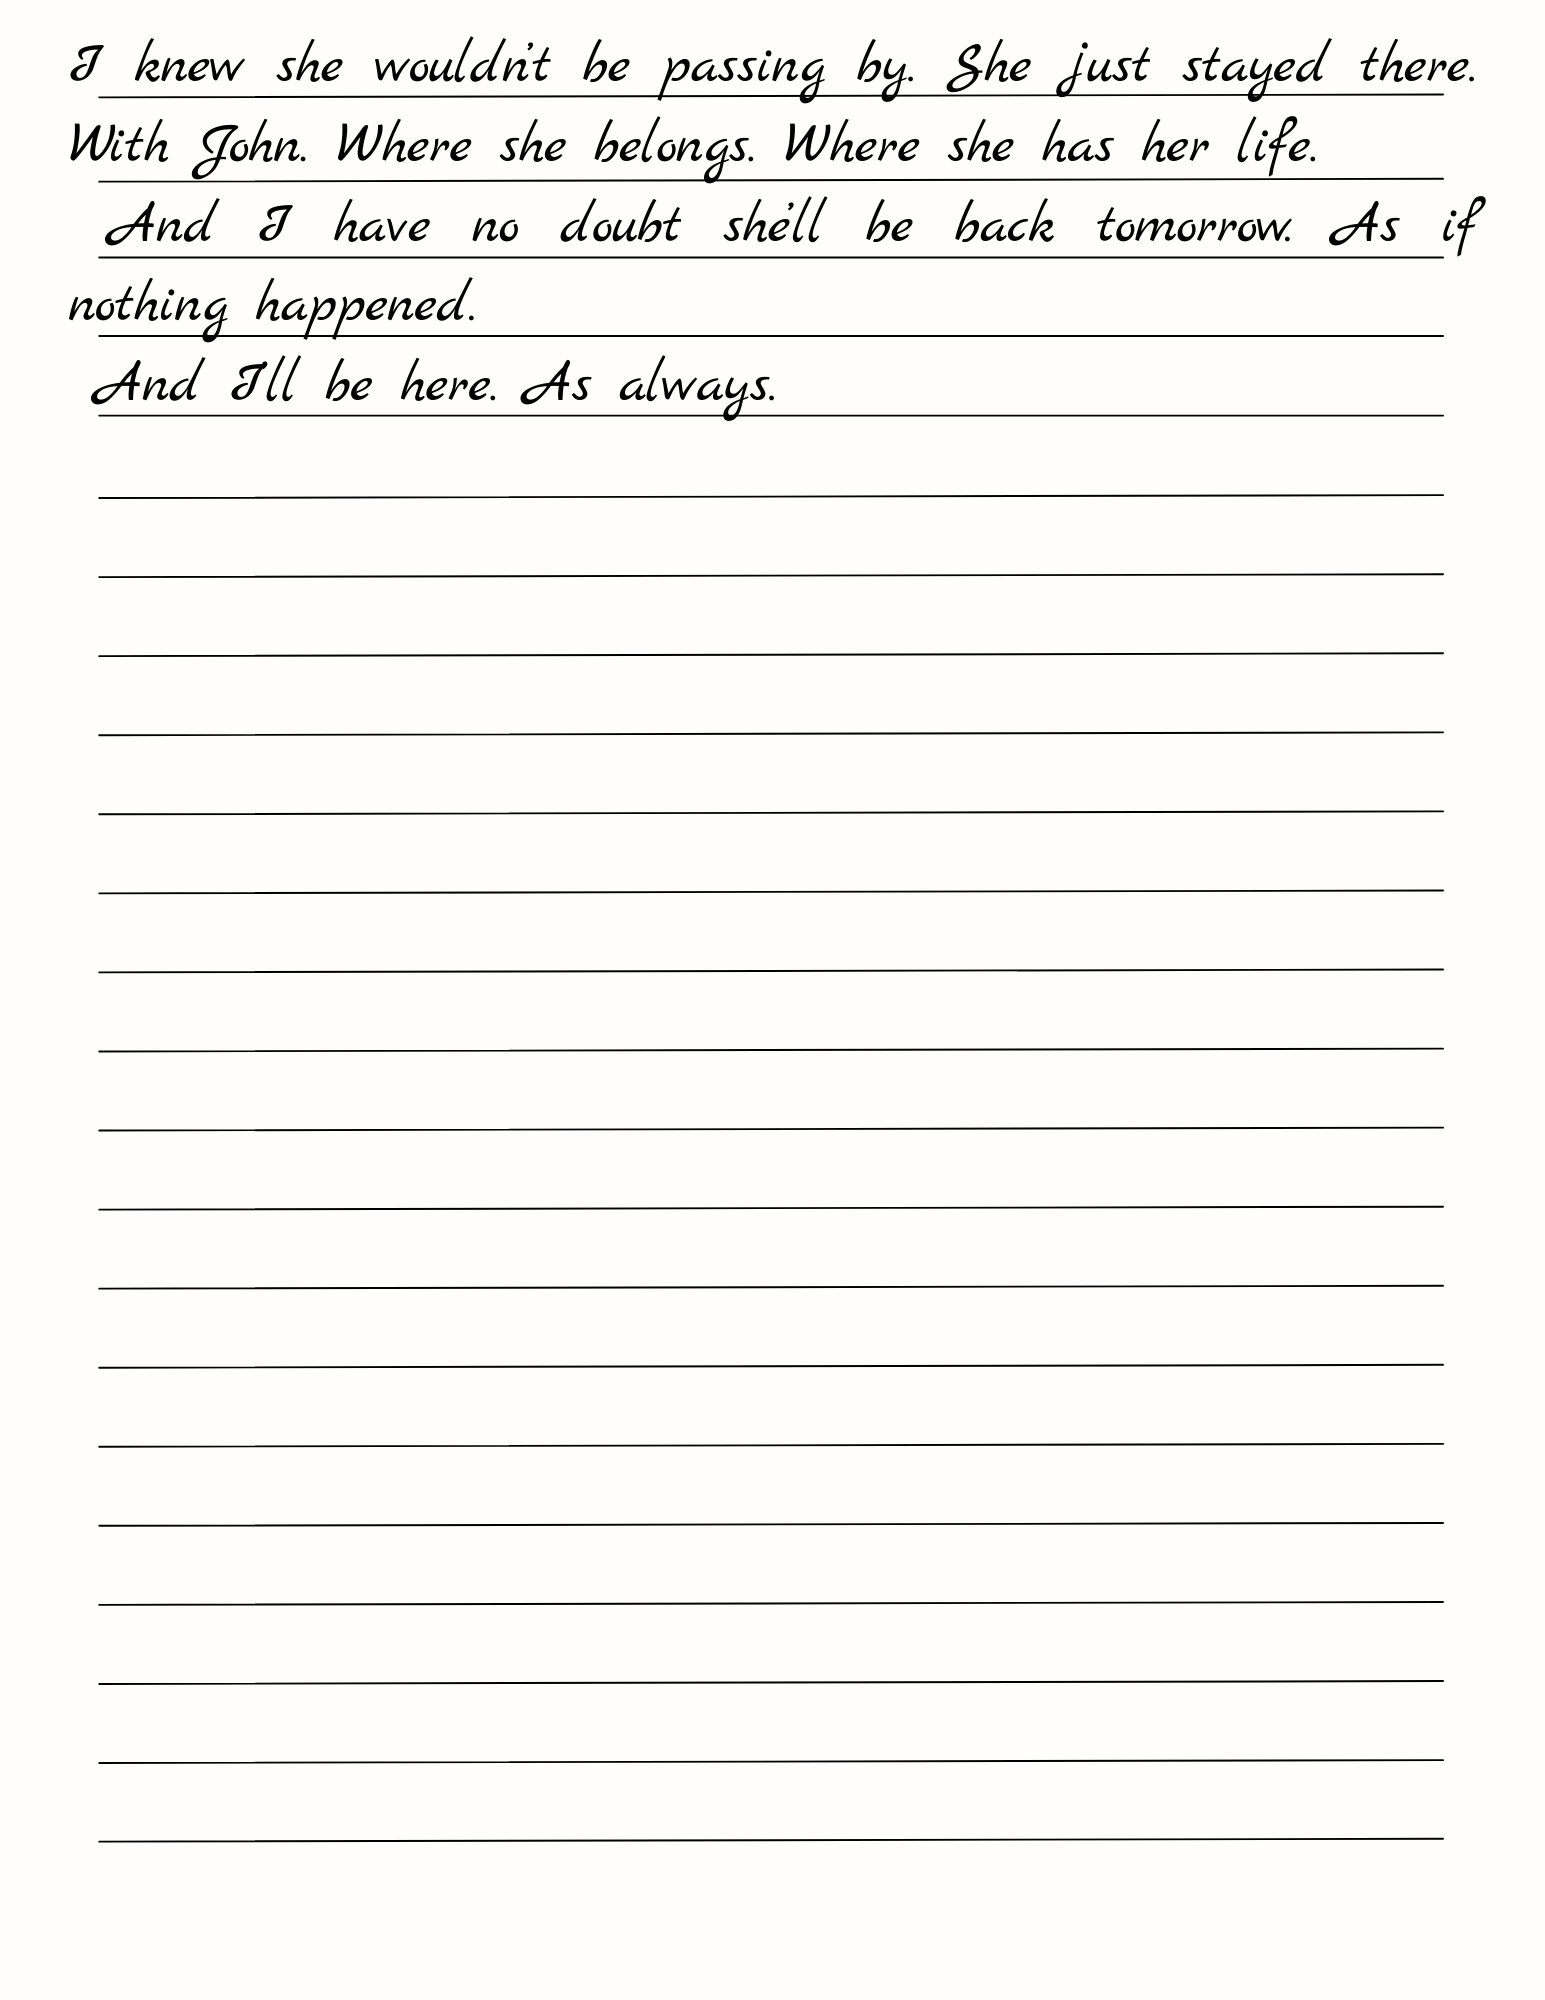 I knew she wouldn't be passing by. She just stayed there.
With John. Where she belongs. Where she has her life.
And I have no doubt she'll be back tomorrow. As if
nothing happened.
And I'll be here. As always.